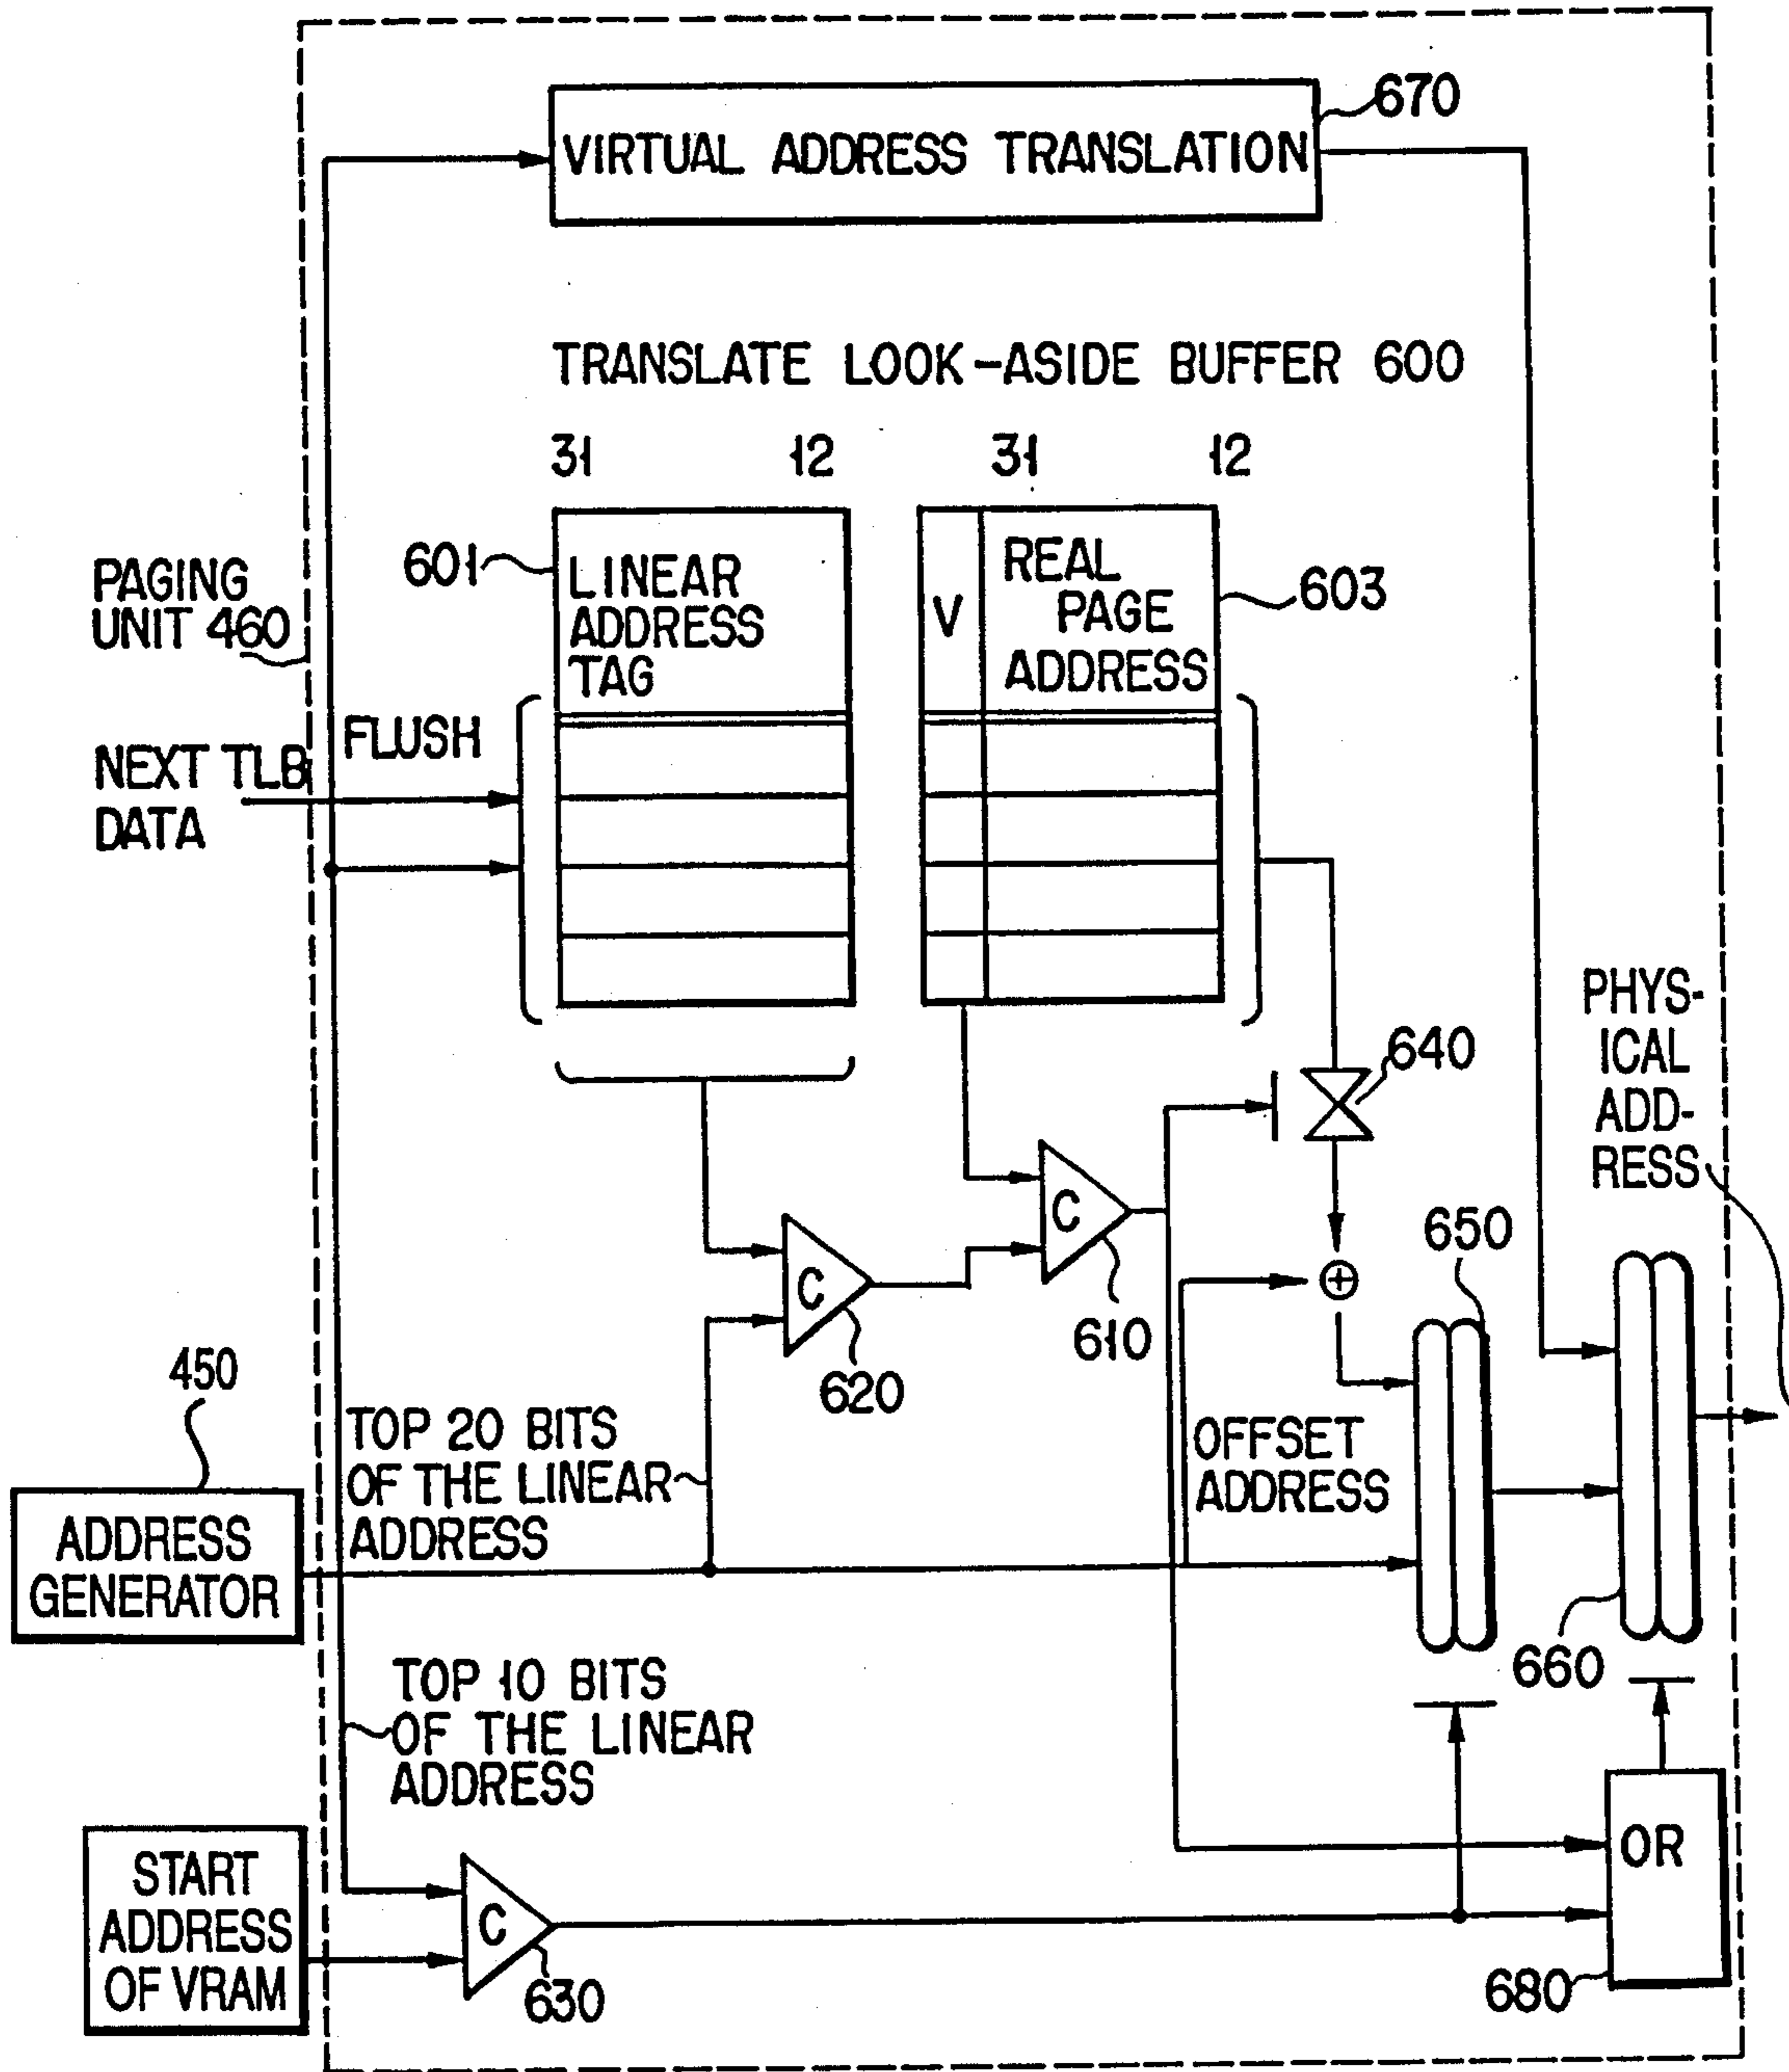 670
VIRTUAL ADDRESS TRANSLATION
TRANSLATE LOOK-ASIDE BUFFER 600
31 12 31 12
PAGING
UNIT 460
601
LINEAR
ADDRESS
TAG
V
REAL
PAGE
ADDRESS
603
FLUSH
NEXT TLB
DATA
PHYS-
ICAL
ADD-
RESS
640
C
610
C
620
650
450
ADDRESS
GENERATOR
TOP 20 BITS
OF THE LINEAR
ADDRESS
OFFSET
ADDRESS
660
TOP 10 BITS
OF THE LINEAR
ADDRESS
START
ADDRESS
OF VRAM
C
630
OR
680